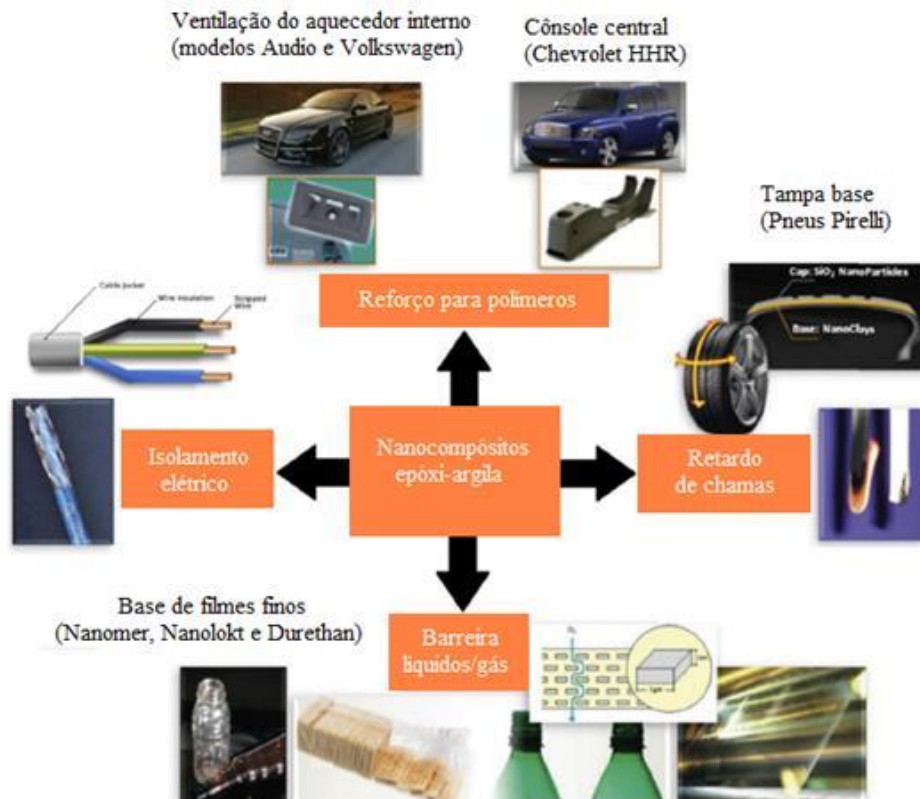 Ventilação do aquecedor interno
(modelos Audio e Volkswagen)
Cônsole central
(Chevrolet HHR)
Tampa base
(Pneus Pirelli)
Cap: SiO₂ NanoParticles
Base: NanoClays
Cable jacket
Wire insulation
Stripped
Wire
Reforço para polímeros
Isolamento
elétrico
Nanocompósitos
epóxi-argila
Retardo
de chamas
Base de filmes finos
(Nanomer, Nanolokt e Durethan)
Barreira
liquidos/gás